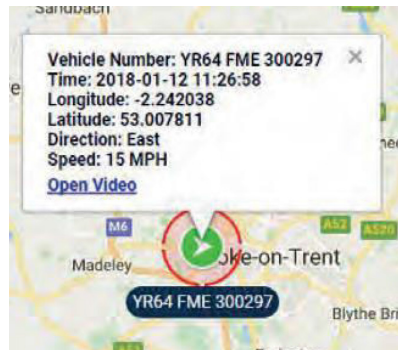 Sandbach
Vehicle Number: YR64 FME 300297
Time: 2018-01-12 11:26:58
Longitude: -2.242038
Latitude: 53.007811
Direction: East
Speed: 15 MPH
Open Video
M6
A52
A520
oke-on-Trent
Madeley
YR64 FME 300297
Blythe Bri